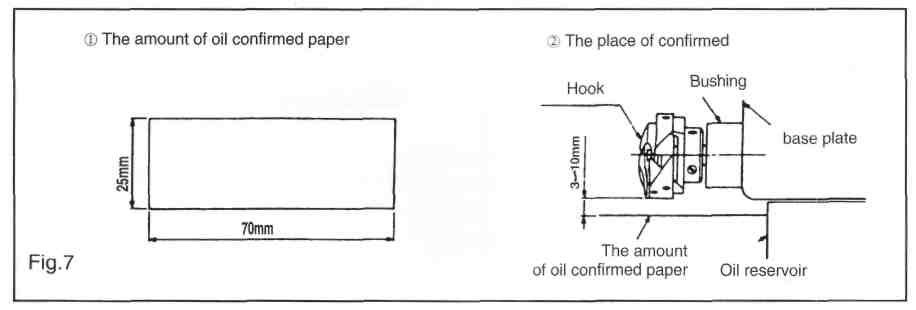 ① The amount of oil confirmed paper
25mm
70mm
Fig.7
② The place of confirmed
Hook
Bushing
base plate
3~10mm
The amount
of oil confirmed paper
Oil reservoir